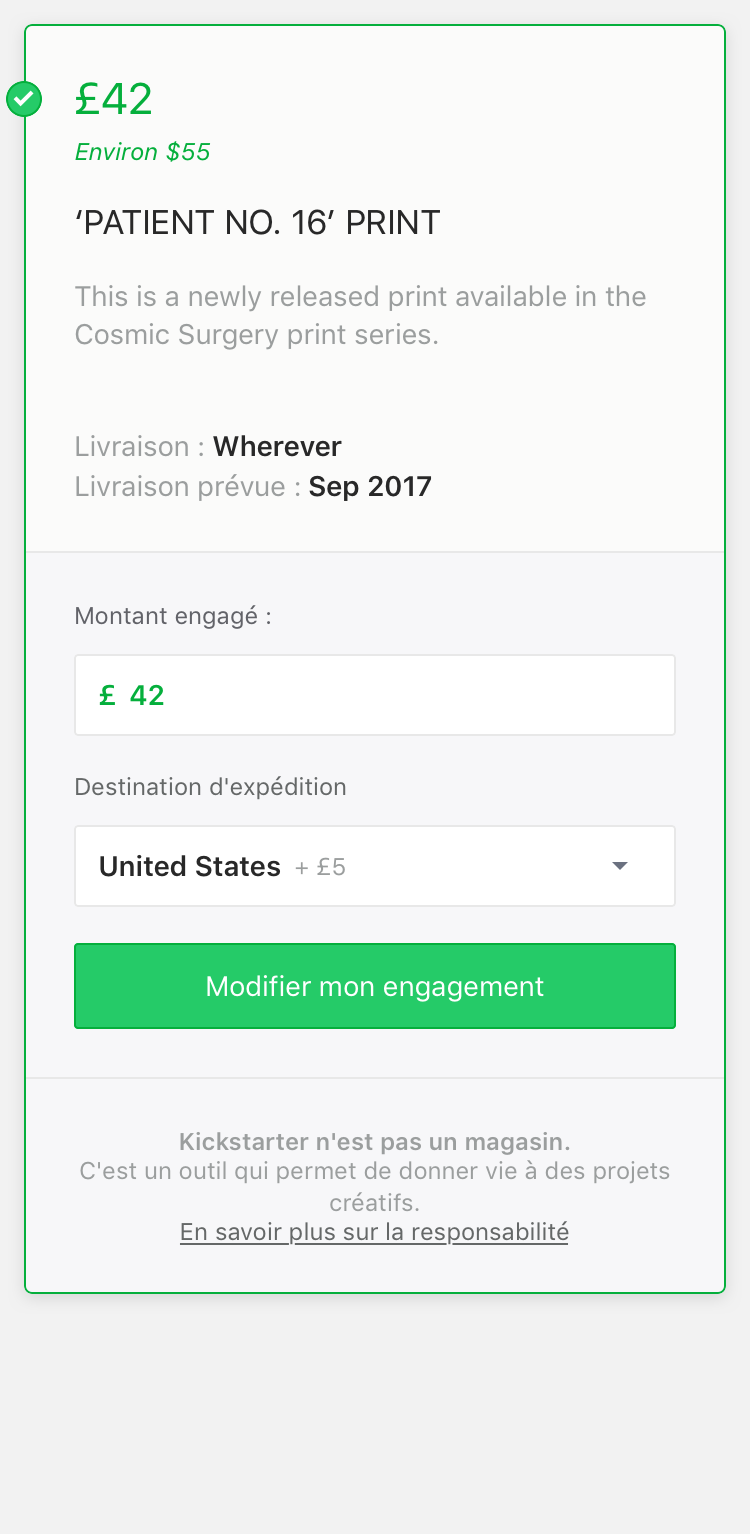 £42
Environ $55
‘PATIENT NO. 16’ PRINT
This is a newly released print available in the
Cosmic Surgery print series.
Livraison : Wherever
Livraison prévue : Sep 2017
Montant engagé :
£ 42
Destination d'expédition
United States + £5
Modifier mon engagement
Kickstarter n'est pas un magasin.
C'est un outil qui permet de donner vie à des projets
créatifs.
En savoir plus sur la responsabilité